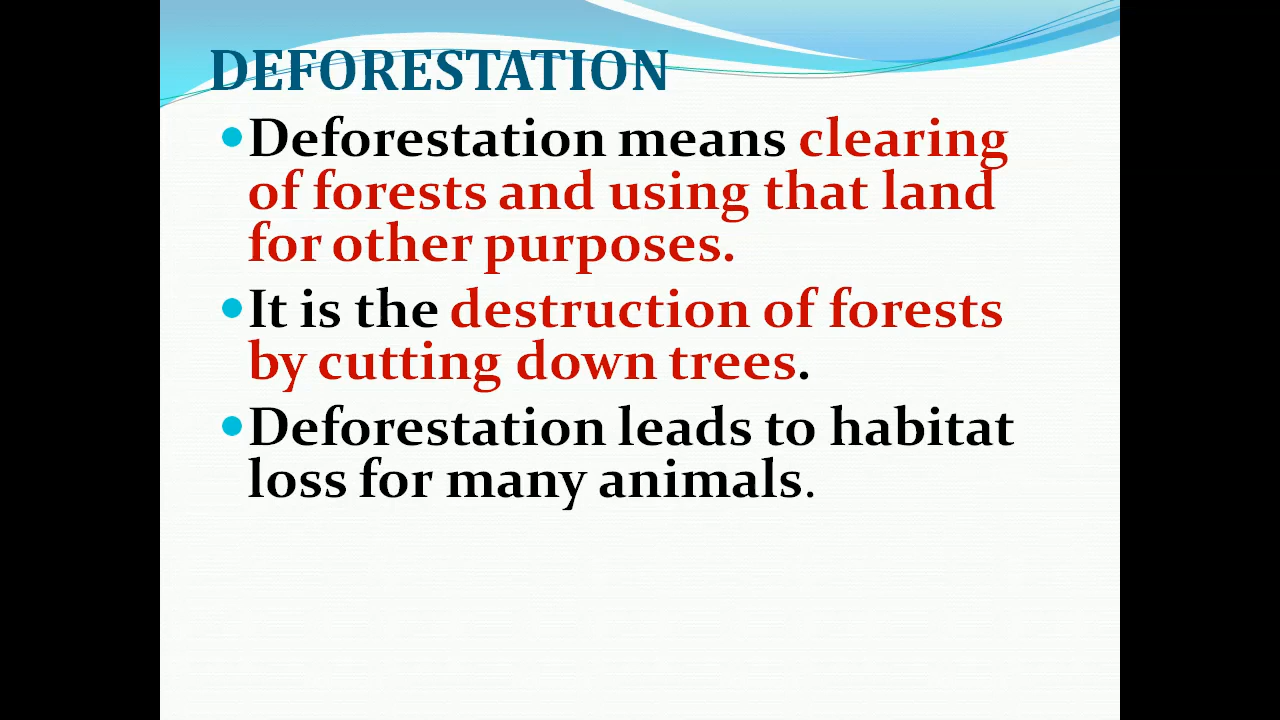 DEFORESTATION
•Deforestation means clearing
of forests and using that land
for other purposes.
•It is the destruction of forests
by cutting down trees.
•Deforestation leads to habitat
loss for many animals.